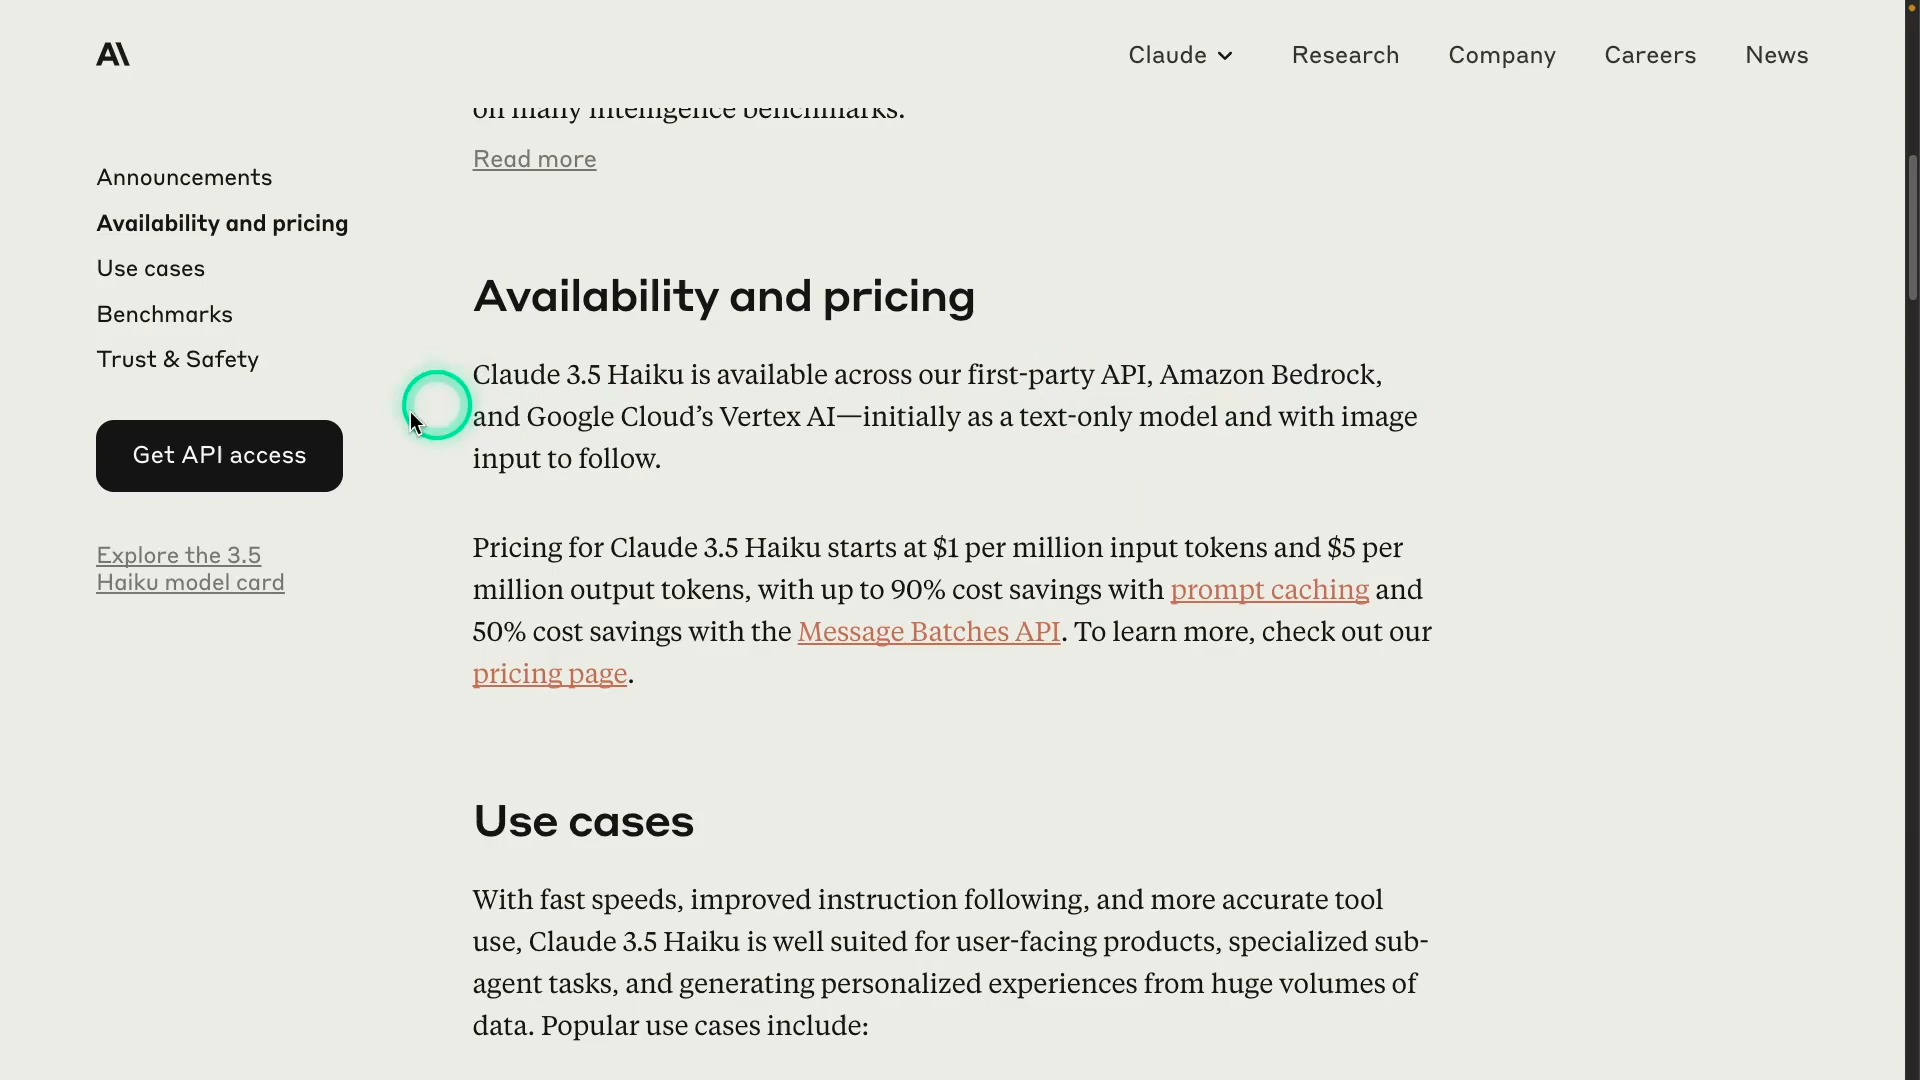 A\
Claude
Research
Company
Careers
News
Announcements
Availability and pricing
Use cases
Benchmarks
Trust & Safety
Get API access
Explore the 3.5
Haiku model card
on many intelligence benchmarks.
Read more
Availability and pricing
Claude 3.5 Haiku is available across our first-party API, Amazon Bedrock,
and Google Cloud’s Vertex AI—initially as a text-only model and with image
input to follow.
Pricing for Claude 3.5 Haiku starts at $1 per million input tokens and $5 per
million output tokens, with up to 90% cost savings with prompt caching and
50% cost savings with the Message Batches API. To learn more, check out our
pricing page.
Use cases
With fast speeds, improved instruction following, and more accurate tool
use, Claude 3.5 Haiku is well suited for user-facing products, specialized sub-
agent tasks, and generating personalized experiences from huge volumes of
data. Popular use cases include: